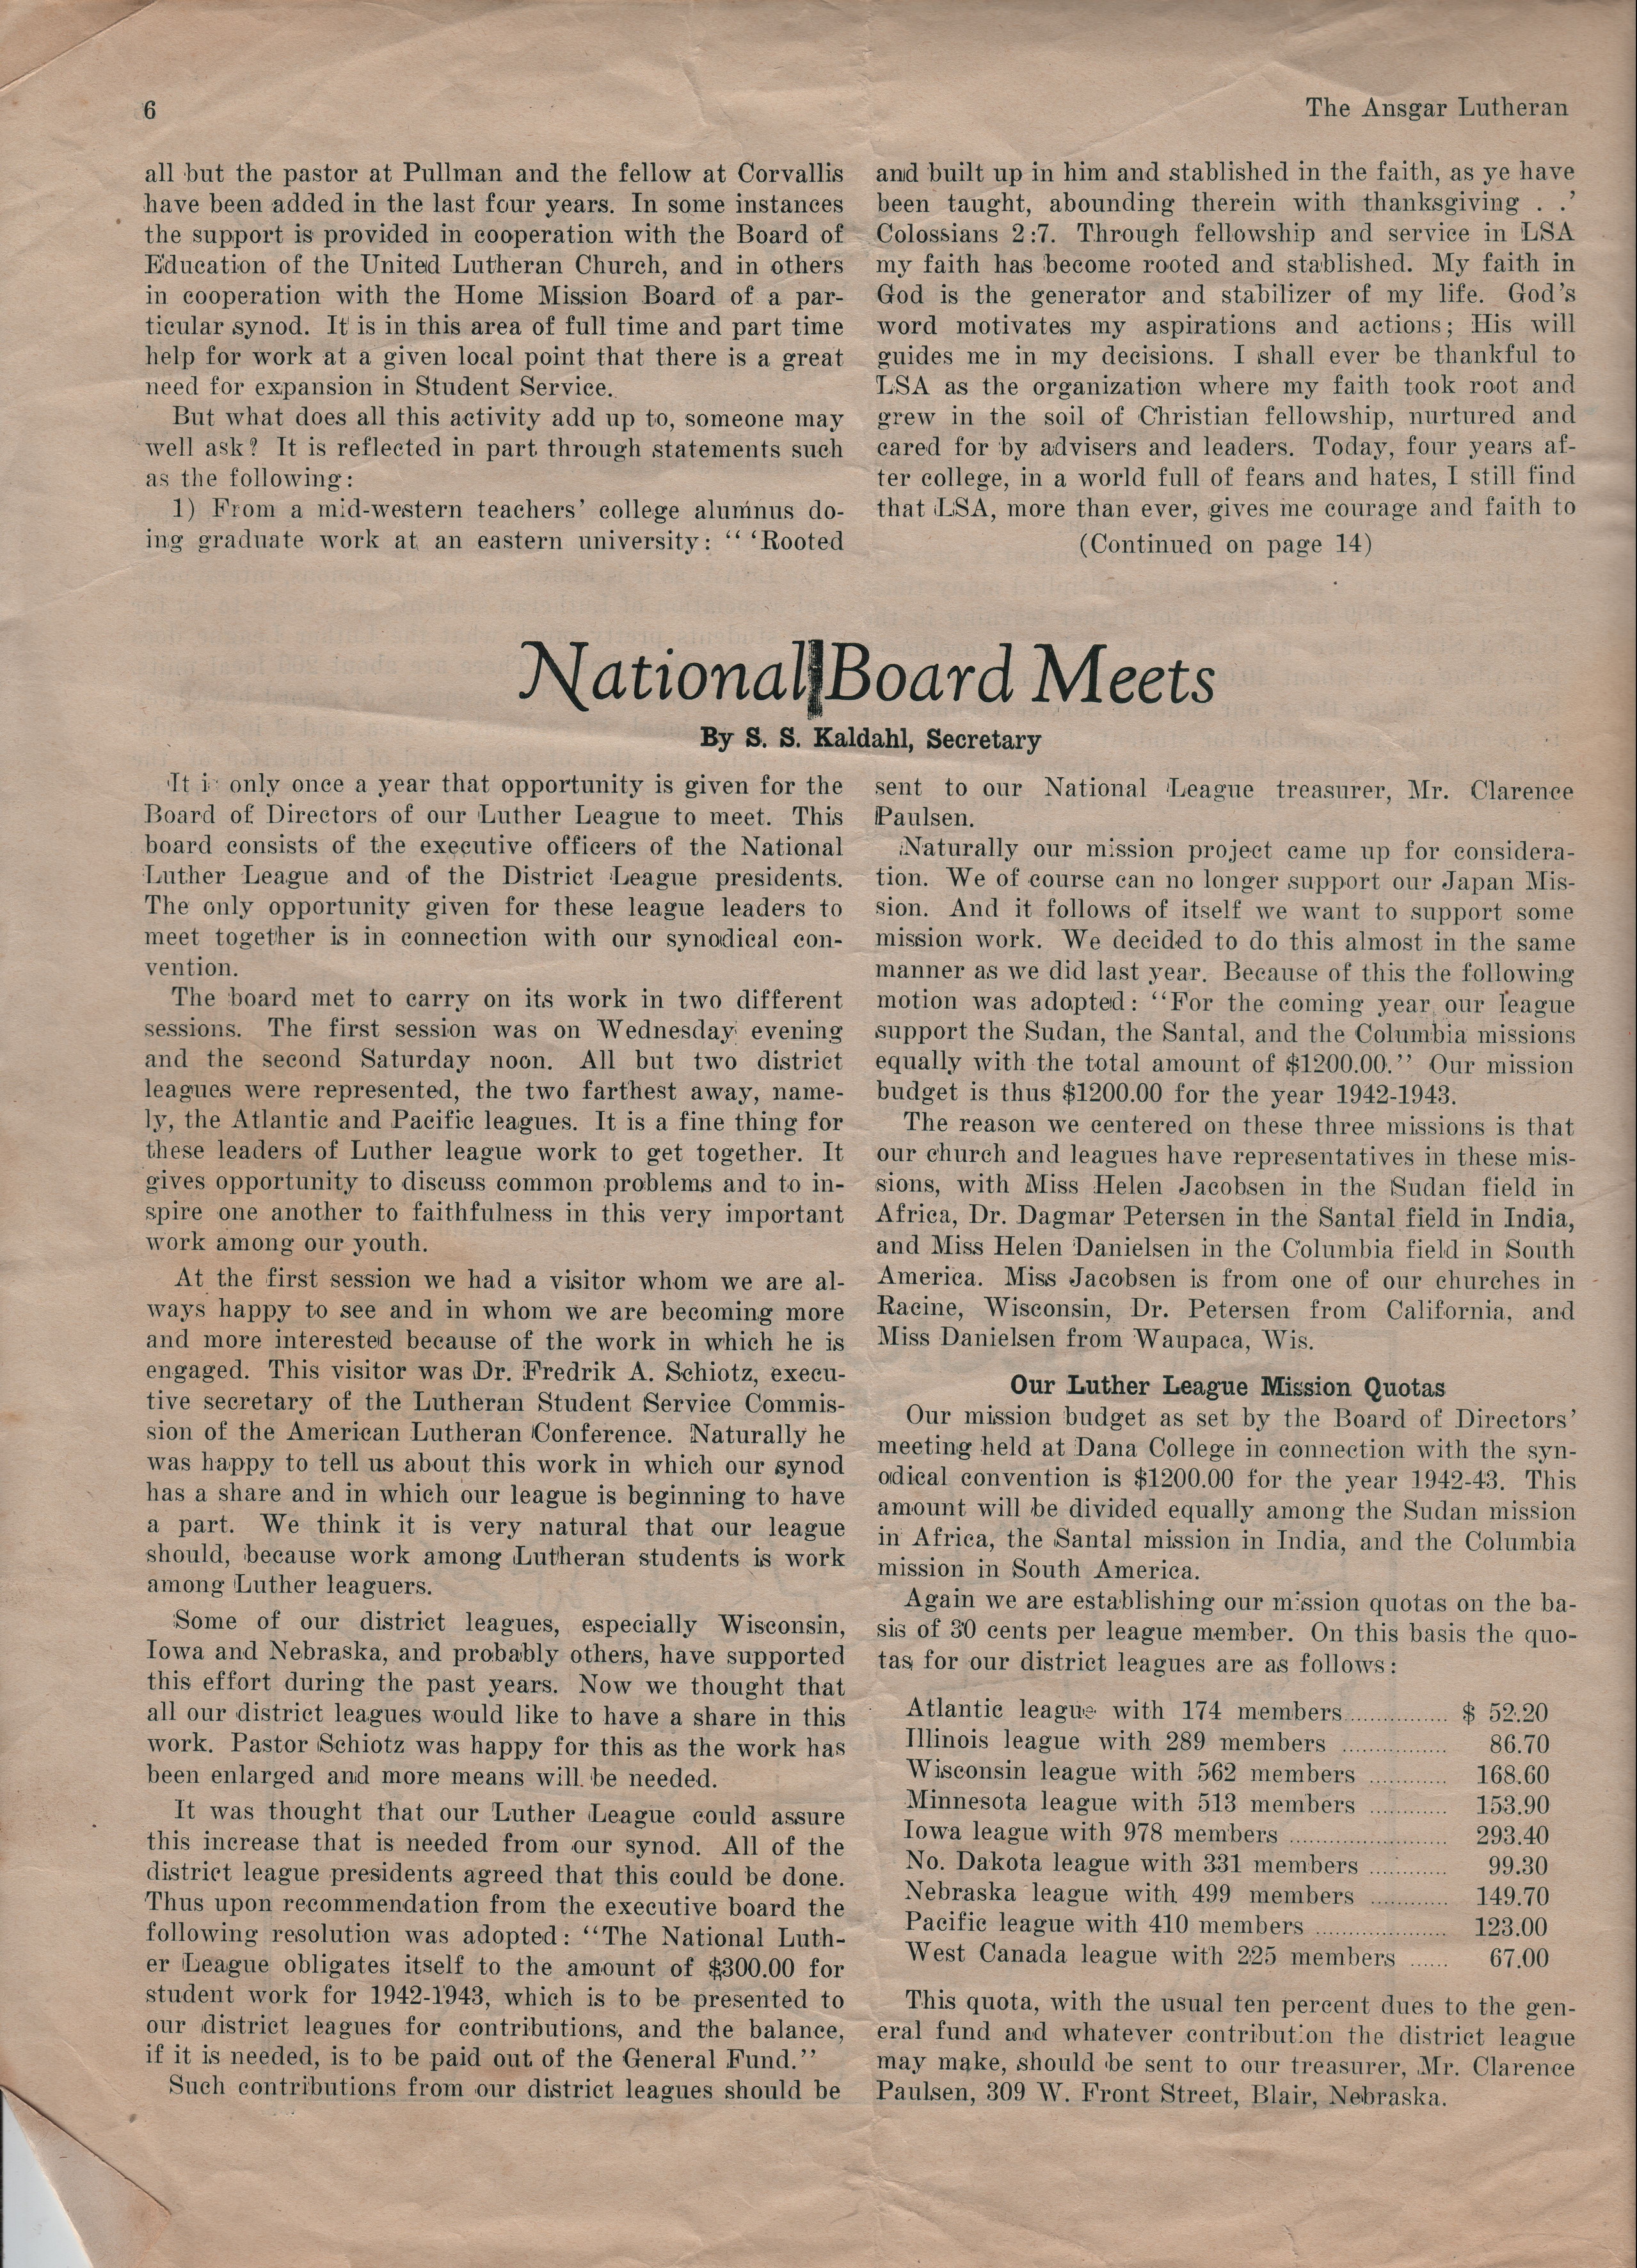 6
The Ansgar Lutheran
all but the pastor at Pullman and the fellow at Corvallis
have been added in the last four years. In some instances
the support is provided in cooperation with the Board of
Education of the United Lutheran Church, and in others
in cooperation with the Home Mission Board of a par-
ticular synod. It is in this area of full time and part time
help for work at a given local point that there is a great
need for expansion in Student Service.
But what does all this activity add up to, someone may
well ask? It is reflected in part through statements such
as the following:
1) From a mid-western teachers' college alumnus do-
ing graduate work at an eastern university: " 'Rooted
and built up in him and stablished in the faith, as ye have
been taught, abounding therein with thanksgiving . .'
Colossians 2:7. Through fellowship and service in LSA
my faith has become rooted and stablished. My faith in
God is the generator and stabilizer of my life. God's
word motivates my aspirations and actions; His will
guides me in my decisions. I shall ever be thankful to
LSA as the organization where my faith took root and
grew in the soil of Christian fellowship, nurtured and
cared for by advisers and leaders. Today, four years af-
ter college, in a world full of fears and hates, I still find
that LSA, more than ever, gives me courage and faith to
(Continued on page 14)
National Board Meets
By S. S. Kaldahl, Secretary
It i only once a year that opportunity is given for the
Board of Directors of our Luther League to meet. This
board consists of the executive officers of the National
Luther League and of the District League presidents.
The only opportunity given for these league leaders to
meet together is in connection with our synodical con-
vention.
The board met to carry on its work in two different
sessions. The first session was on Wednesday evening
and the second Saturday noon. All but two district
leagues were represented, the two farthest away, name-
ly, the Atlantic and Pacific leagues. It is a fine thing for
these leaders of Luther league work to get together. It
gives opportunity to discuss common problems and to in-
spire one another to faithfulness in this very important
work among our youth.
At the first session we had a visitor whom we are al-
ways happy to see and in whom we are becoming more
and more interested because of the work in which he is
engaged. This visitor was Dr. Fredrik A. Schiotz, execu-
tive secretary of the Lutheran Student Service Commis-
sion of the American Lutheran Conference. Naturally he
was happy to tell us about this work in which our synod
has a share and in which our league is beginning to have
a part. We think it is very natural that our league
should, because work among Lutheran students is work
among Luther leaguers.
Some of our district leagues, especially Wisconsin,
Iowa and Nebraska, and probably others, have supported
this effort during the past years. Now we thought that
all our district leagues would like to have a share in this
work. Pastor Schiotz was happy for this as the work has
been enlarged and more means will be needed.
It was thought that our Luther League could assure
this increase that is needed from our synod. All of the
district league presidents agreed that this could be done.
Thus upon recommendation from the executive board the
following resolution was adopted: "The National Luth-
er League obligates itself to the amount of $300.00 for
student work for 1942-1943, which is to be presented to
our district leagues for contributions, and the balance,
if it is needed, is to be paid out of the General Fund."
Such contributions from our district leagues should be
sent to our National League treasurer, Mr. Clarence
Paulsen.
Naturally our mission project came up for considera-
tion. We of course can no longer support our Japan Mis-
sion. And it follows of itself we want to support some
mission work. We decided to do this almost in the same
manner as we did last year. Because of this the following
motion was adopted: "For the coming year our league
support the Sudan, the Santal, and the Columbia missions
equally with the total amount of $1200.00." Our mission
budget is thus $1200.00 for the year 1942-1943.
The reason we centered on these three missions is that
our church and leagues have representatives in these mis-
sions, with Miss Helen Jacobsen in the Sudan field in
Africa, Dr. Dagmar Petersen in the Santal field in India,
and Miss Helen Danielsen in the Columbia field in South
America. Miss Jacobsen is from one of our churches in
Racine, Wisconsin, Dr. Petersen from California, and
Miss Danielsen from Waupaca, Wis.
Our Luther League Mission Quotas
Our mission budget as set by the Board of Directors'
meeting held at Dana College in connection with the syn-
odical convention is $1200.00 for the year 1942-43. This
amount will be divided equally among the Sudan mission
in Africa, the Santal mission in India, and the Columbia
mission in South America.
Again we are establishing our mission quotas on the ba-
sis of 30 cents per league member. On this basis the quo-
tas for our district leagues are as follows:
Atlantic league with 174 members ............... $ 52.20
Illinois league with 289 members ................ 86.70
Wisconsin league with 562 members ............ 168.60
Minnesota league with 513 members ............ 153.90
Iowa league with 978 members ........................ 293.40
No. Dakota league with 331 members ............ 99.30
Nebraska league with 499 members ............ 149.70
Pacific league with 410 members .................... 123.00
West Canada league with 225 members ...... 67.00
This quota, with the usual ten percent dues to the gen-
eral fund and whatever contribution the district league
may make, should be sent to our treasurer, Mr. Clarence
Paulsen, 309 W. Front Street, Blair, Nebraska.